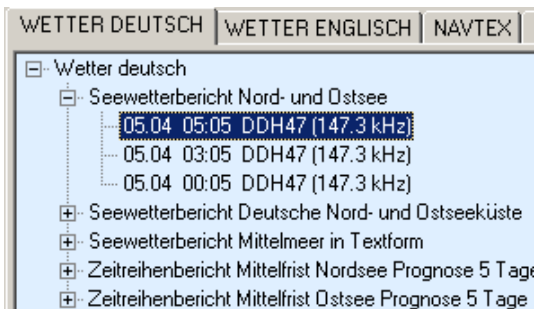 WETTER DEUTSCH WETTER ENGLISCH NAVTEX
Wetter deutsch
Seewetterbericht Nord- und Ostsee
05.04 05:05 DDH47 (147.3 kHz)
05.04 03:05 DDH47 (147.3 kHz)
05.04 00:05 DDH47 (147.3 kHz)
Seewetterbericht Deutsche Nord- und Ostseeküste
Seewetterbericht Mittelmeer in Textform
Zeitreihenbericht Mittelfrist Nordsee Prognose 5 Tage
Zeitreihenbericht Mittelfrist Ostsee Prognose 5 Tage